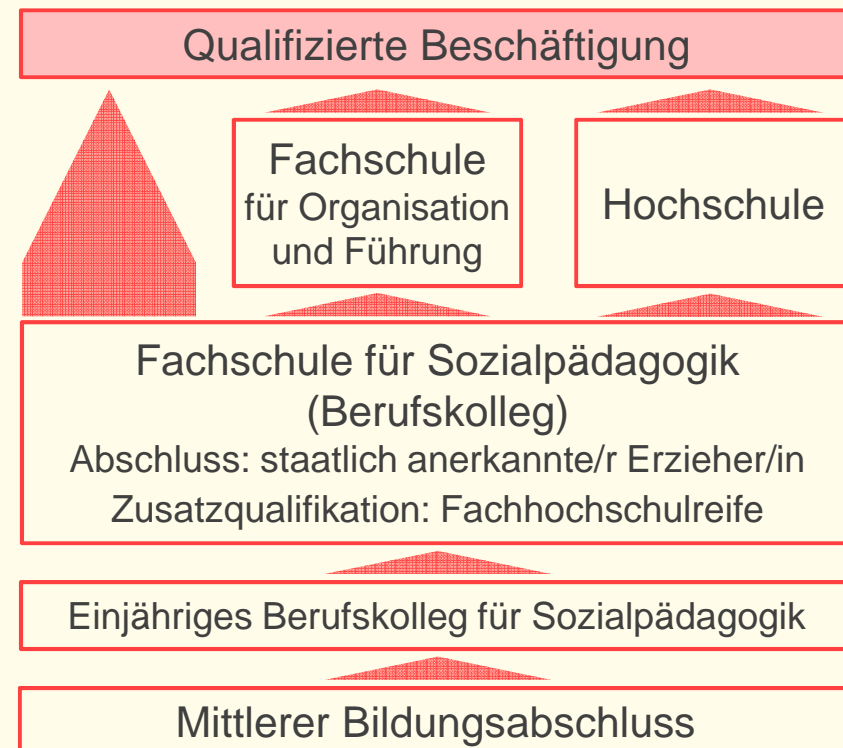 Qualifizierte Beschäftigung
Fachschule
für Organisation
und Führung
Hochschule
Fachschule für Sozialpädagogik
(Berufskolleg)
Abschluss: staatlich anerkannte/r Erzieher/in
Zusatzqualifikation: Fachhochschulreife
Einjähriges Berufskolleg für Sozialpädagogik
Mittlerer Bildungsabschluss